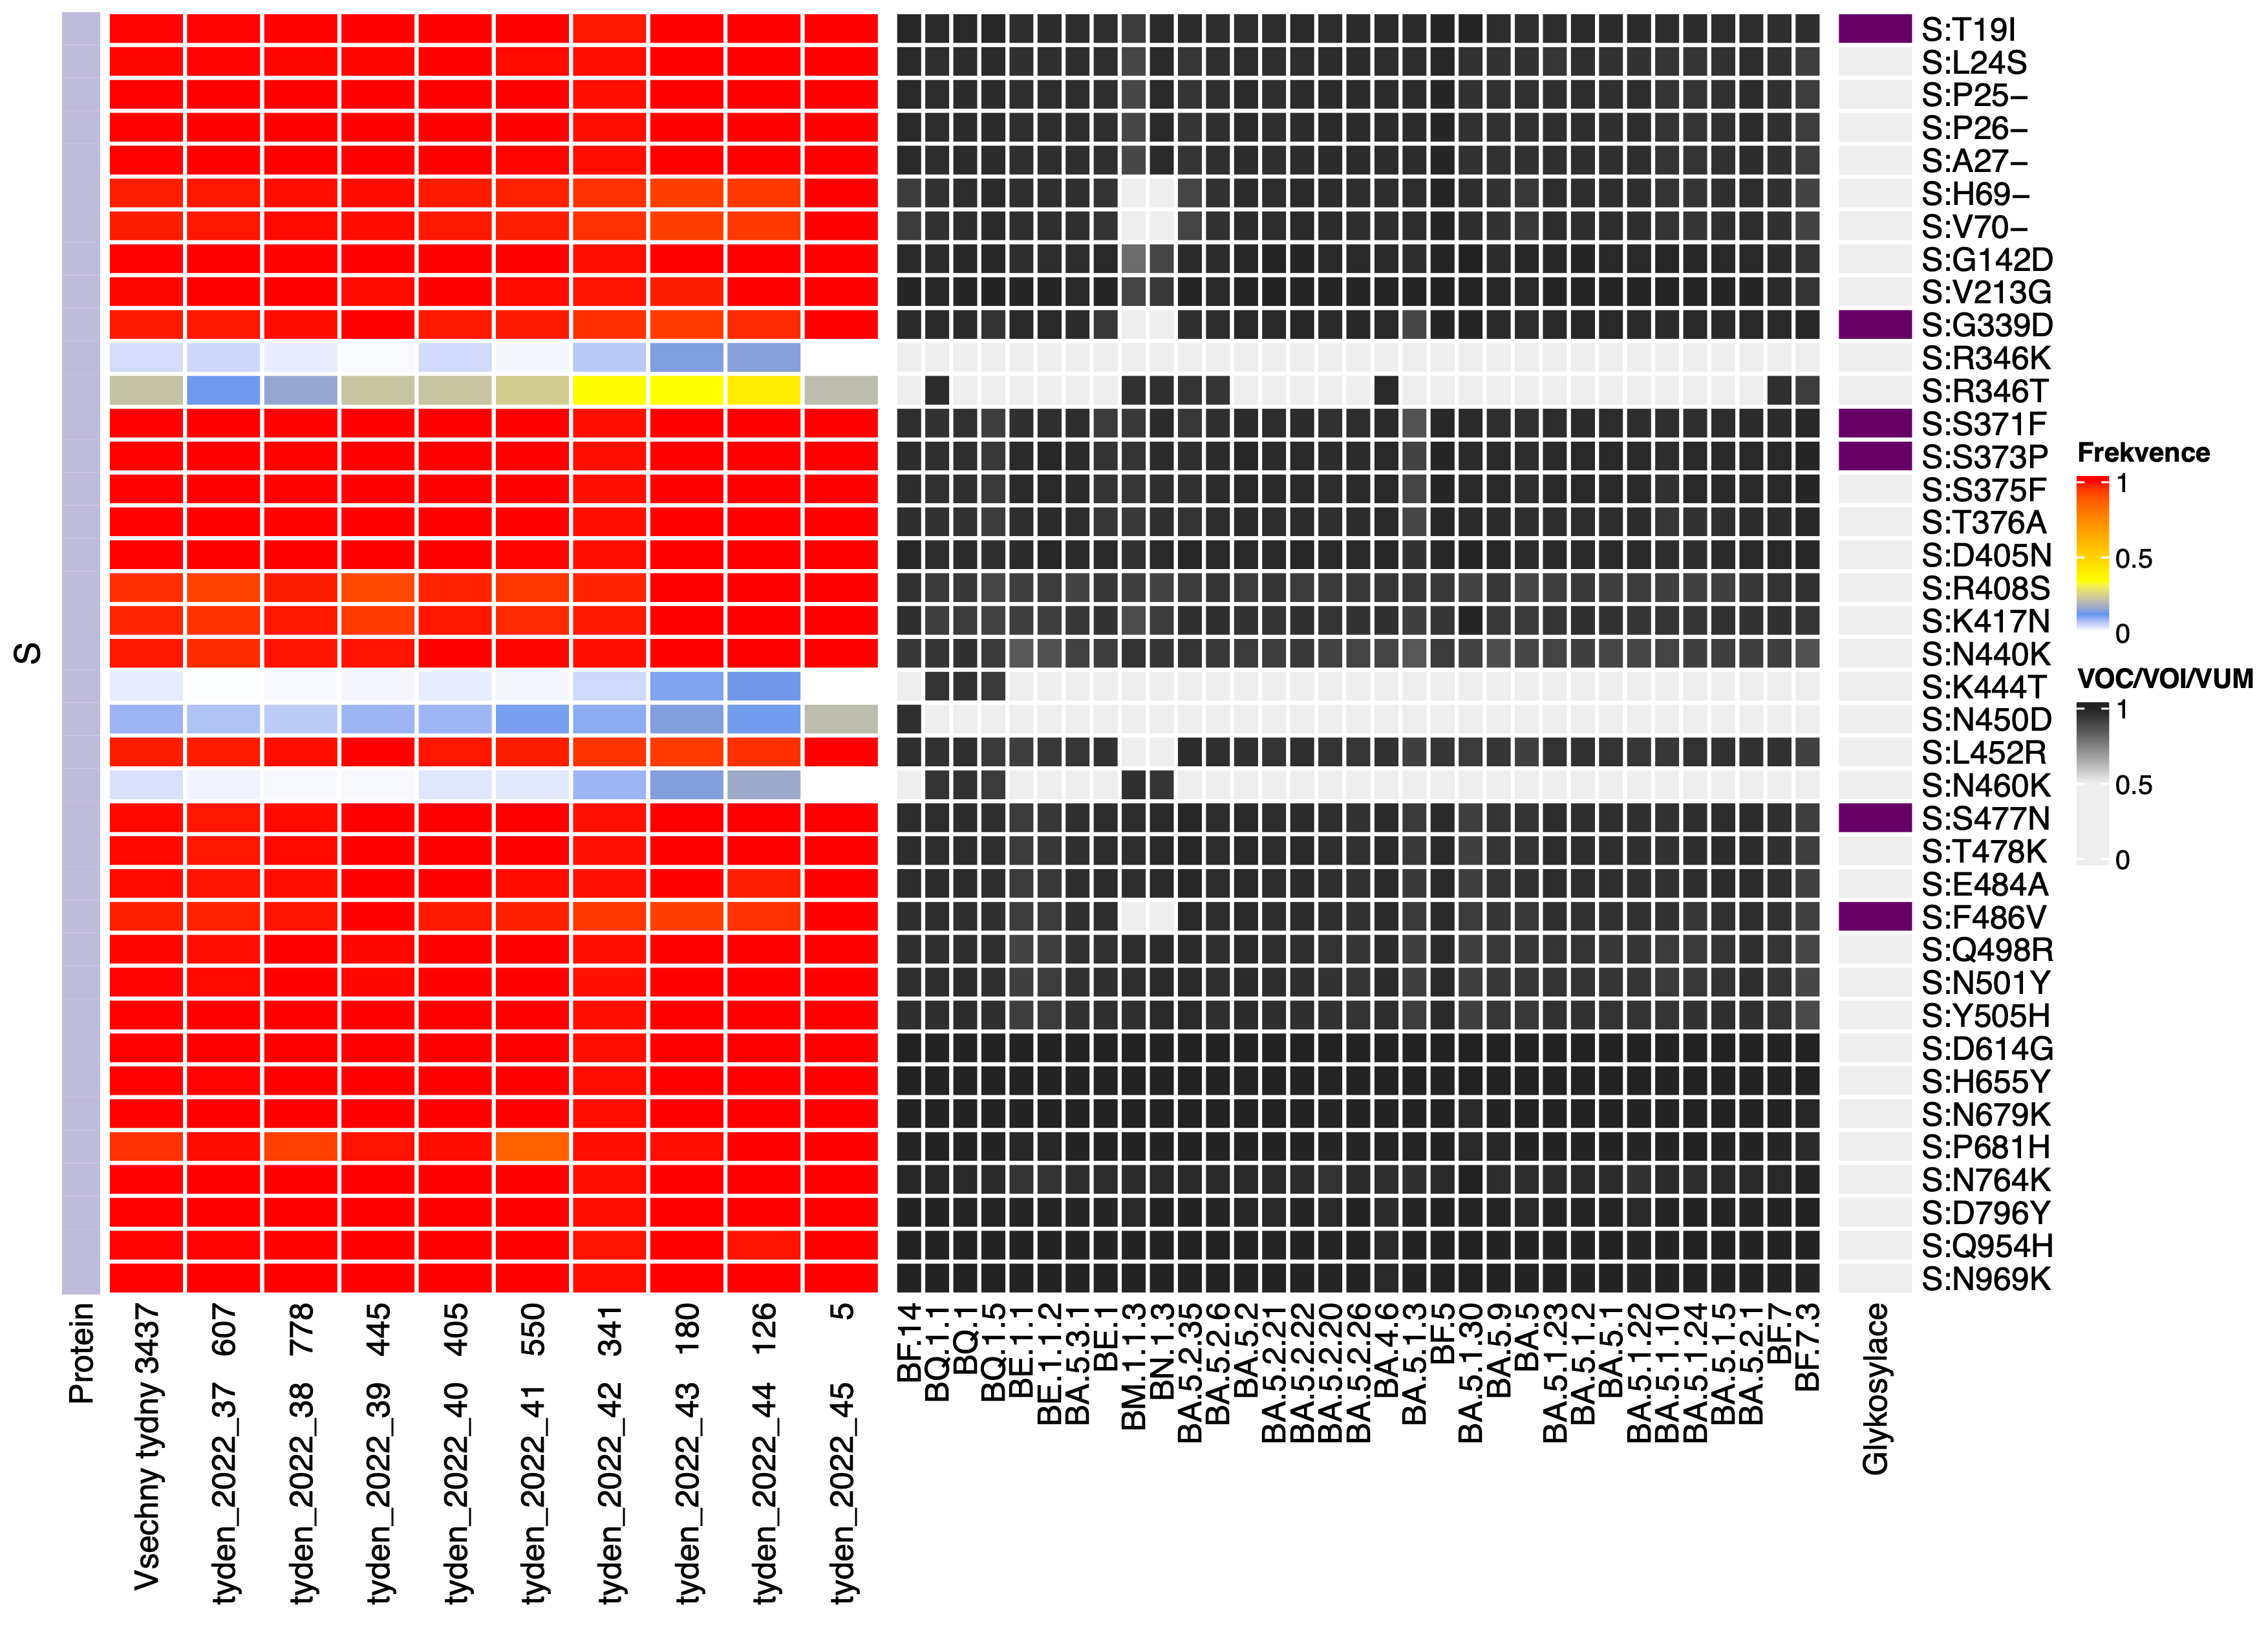 S:T19I
S:L24S
S:P25−
S:P26−
S:A27−
S:H69−
S:V70−
S:G142D
S:V213G
S:G339D
S:R346K
S:R346T
S:S371F
S:S373P
S:S375F
S:T376A
S:D405N
S:R408S
S:K417N
S:N440K
S:K444T
S:N450D
S:L452R
S:N460K
S:S477N
S:T478K
S:E484A
S:F486V
S:Q498R
S:N501Y
S:Y505H
S:D614G
S:H655Y
S:N679K
S:P681H
S:N764K
S:D796Y
S:Q954H
S:N969K
S
Protein
Vsechny tydny 3437
tyden_2022_37 607
tyden_2022_38 778
tyden_2022_39 445
tyden_2022_40 405
tyden_2022_41 550
tyden_2022_42 341
tyden_2022_43 180
tyden_2022_44 126
tyden_2022_45 5
BF.14
BQ.1.1
BQ.1
BQ.1.5
BE.1.1
BE.1.1.2
BA.5.3.1
BE.1
BM.1.1.3
BN.1.3
BA.5.2.35
BA.5.2.6
BA.5.2
BA.5.2.21
BA.5.2.22
BA.5.2.20
BA.5.2.26
BA.4.6
BA.5.1.3
BF.5
BA.5.1.30
BA.5.9
BA.5
BA.5.1.23
BA.5.1.2
BA.5.1
BA.5.1.22
BA.5.1.10
BA.5.1.24
BA.5.1.5
BA.5.2.1
BF.7
BF.7.3
Glykosylace
Frekvence
1
0.5
0
VOC/VOI/VUM
1
0.5
0